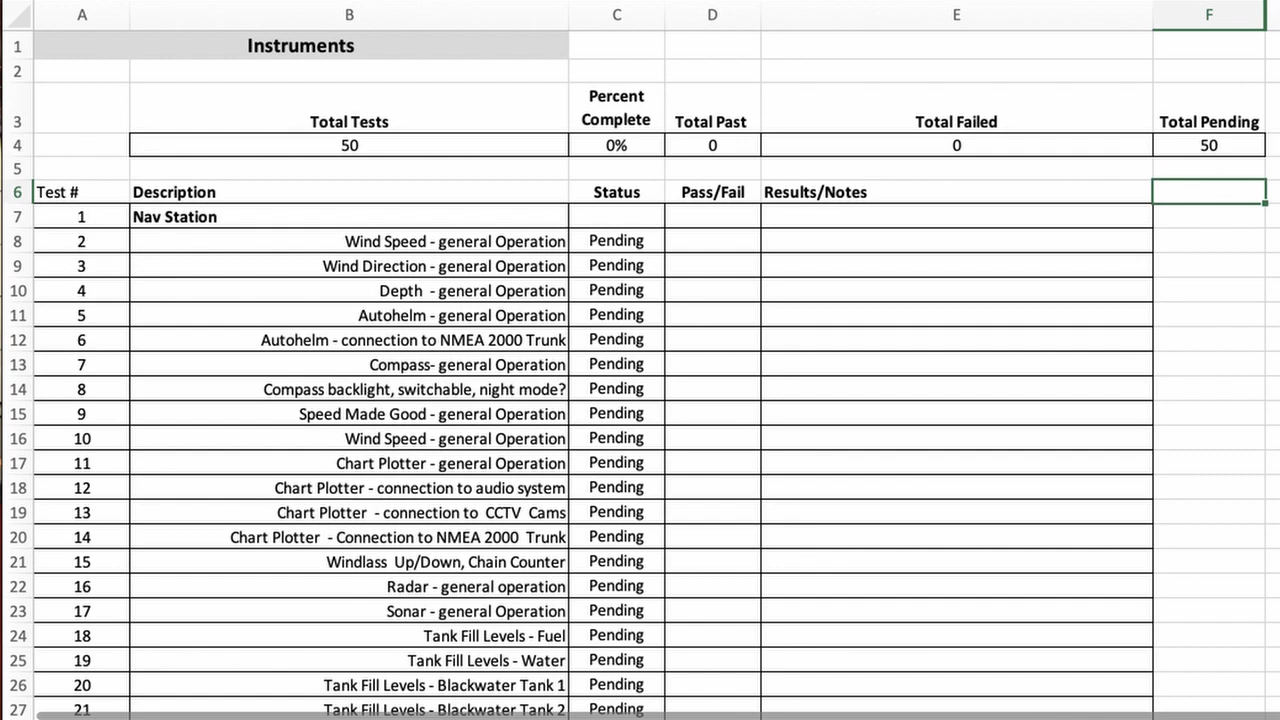 A B C D E F
1 Instruments
2
Percent
3 Total Tests Complete Total Past Total Failed Total Pending
4 50 0% 0 0 50
5
6 Test # Description Status Pass/Fail Results/Notes
7 1 Nav Station
8 2 Wind Speed - general Operation Pending
9 3 Wind Direction - general Operation Pending
10 4 Depth - general Operation Pending
11 5 Autohelm - general Operation Pending
12 6 Autohelm - connection to NMEA 2000 Trunk Pending
13 7 Compass- general Operation Pending
14 8 Compass backlight, switchable, night mode? Pending
15 9 Speed Made Good - general Operation Pending
16 10 Wind Speed - general Operation Pending
17 11 Chart Plotter - general Operation Pending
18 12 Chart Plotter - connection to audio system Pending
19 13 Chart Plotter - connection to CCTV Cams Pending
20 14 Chart Plotter - Connection to NMEA 2000 Trunk Pending
21 15 Windlass Up/Down, Chain Counter Pending
22 16 Radar - general operation Pending
23 17 Sonar - general Operation Pending
24 18 Tank Fill Levels - Fuel Pending
25 19 Tank Fill Levels - Water Pending
26 20 Tank Fill Levels - Blackwater Tank 1 Pending
27 21 Tank Fill Levels - Blackwater Tank 2 Pending